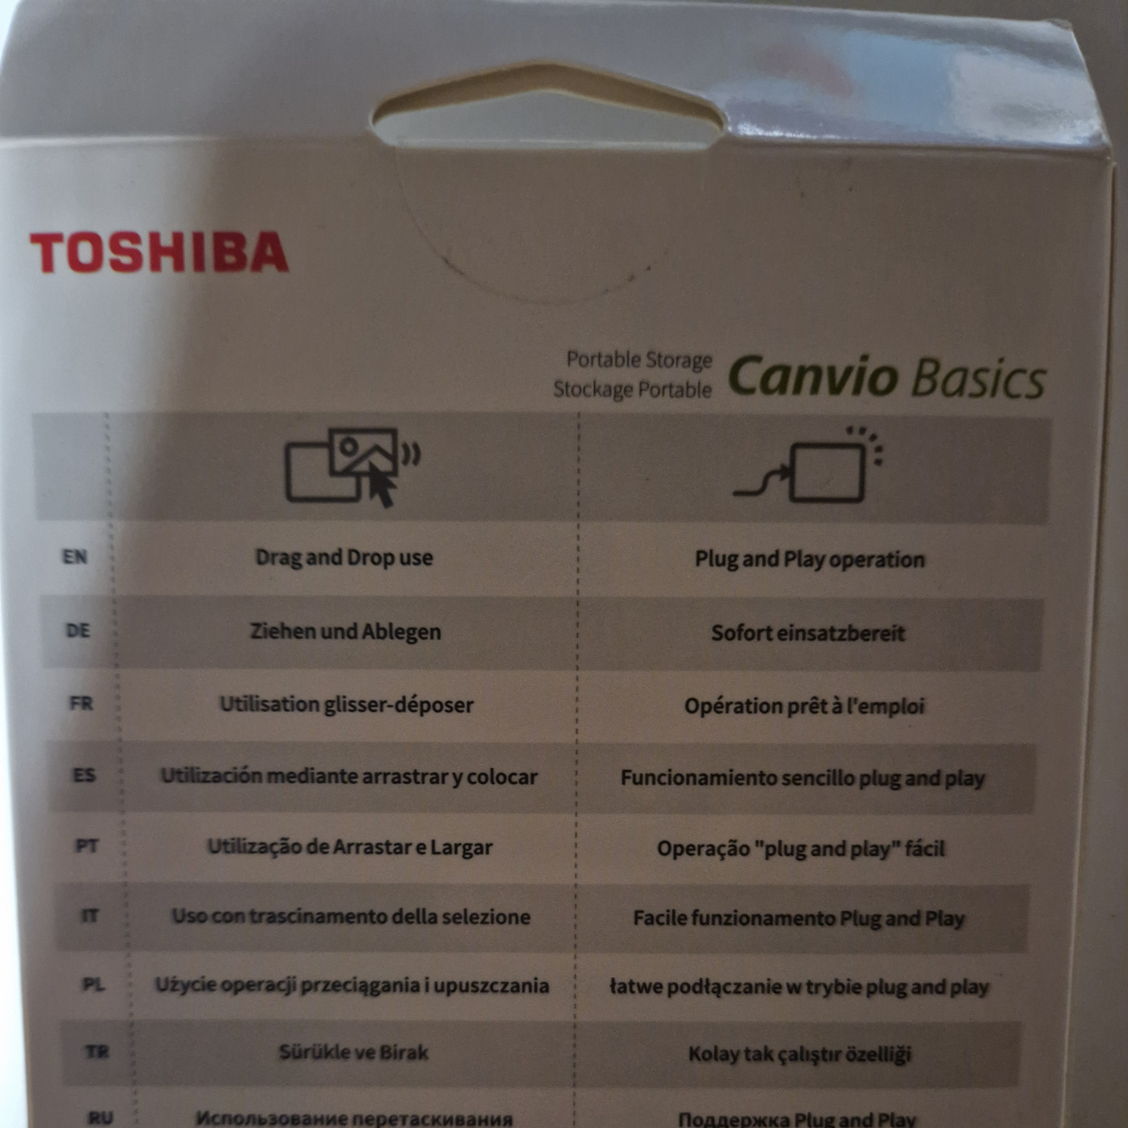 TOSHIBA
Portable Storage
Stockage Portable
Canvio Basics
Drag and Drop use
Plug and Play operation
EN
DE
Ziehen und Ablegen
Sofort einsatzbereit
FR
Utilisation glisser-déposer
Opération prêt à l'emploi
ES
Utilización mediante arrastrar y colocar
Funcionamiento sencillo plug and play
PT
Utilização de Arrastar e Largar
Operação "plug and play" fácil
IT
Uso con trascinamento della selezione
Facile funzionamento Plug and Play
PL
Użycie operacji przeciągania i upuszczania
łatwe podłączanie w trybie plug and play
TR
Sürükle ve Birak
Kolay tak çalıştır özelliği
RU
Использование перетаскивания
Поддержка Plug and Play